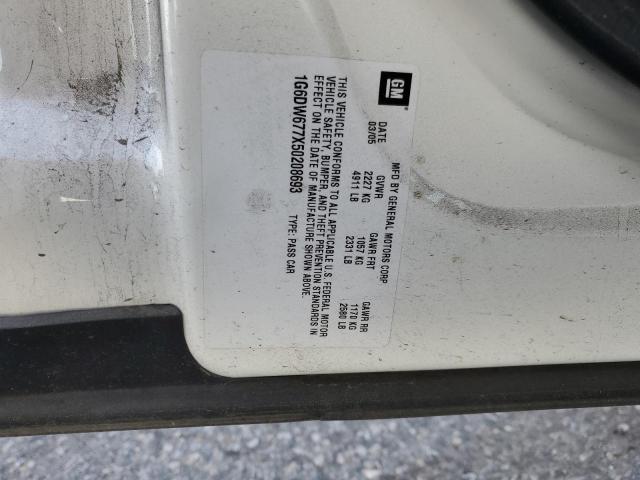 GM
MFD BY GENERAL MOTORS CORP
DATE GVWR GAWR FRT GAWR RR
03/05 2227 KG 1057 KG 1170 KG
4911 LB 2331 LB 2580 LB
THIS VEHICLE CONFORMS TO ALL APPLICABLE U.S. FEDERAL MOTOR
VEHICLE SAFETY, BUMPER, AND THEFT PREVENTION STANDARDS IN
EFFECT ON THE DATE OF MANUFACTURE SHOWN ABOVE.
1G6DW677X50208693 TYPE: PASS CAR